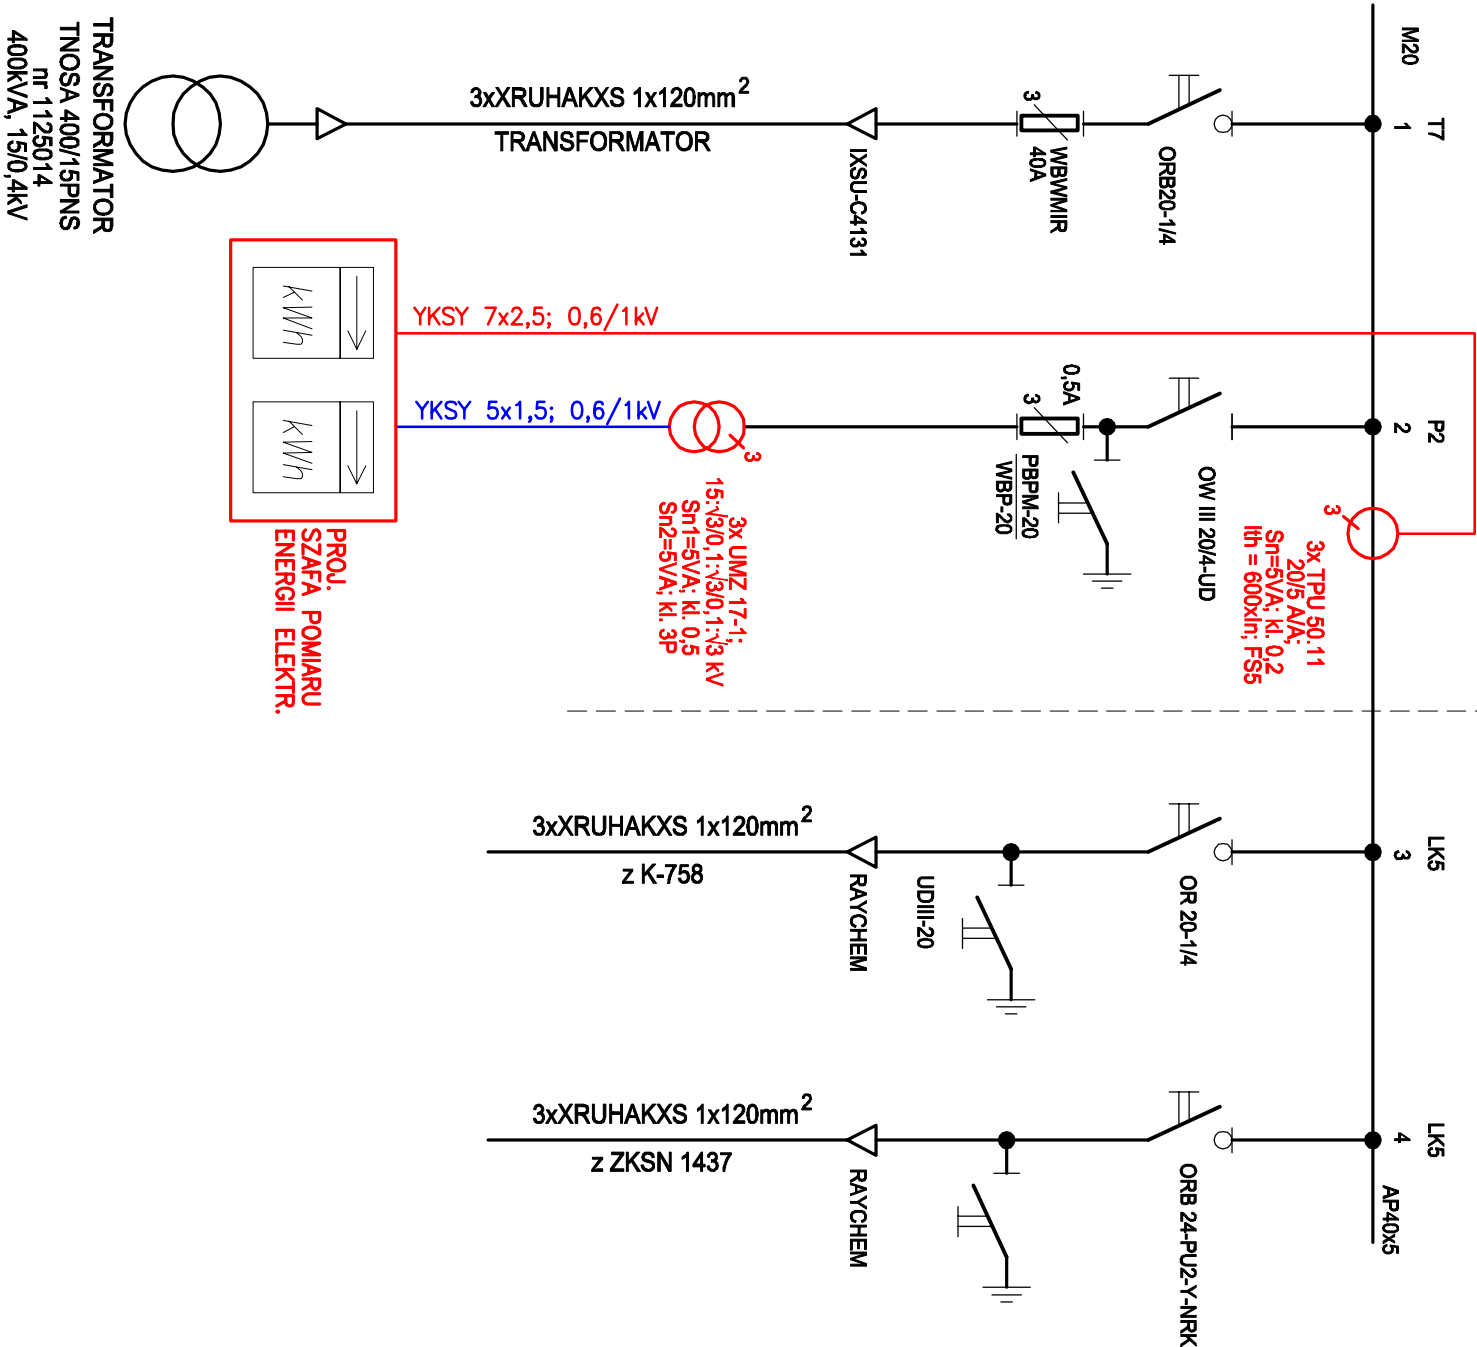 M20
T7
1
ORB20-1/4
3
WBWMIR
40A
IXSU-C4131
3xXRUHAKXS 1x120mm²
TRANSFORMATOR
TRANSFORMATOR
TNOSA 400/15PNS
nr 1125014
400kVA, 15/0,4kV
P2
2
OW III 20/4-UD
0,5A
3
PBPM-20
WBP-20
3
3x TPU 50.11
20/5 A/A;
Sn=5VA; kl. 0,2
Ith = 600xIn; FS5
YKSY 7x2,5; 0,6/1kV
YKSY 5x1,5; 0,6/1kV
3
3x UMZ 17-1;
15:√3/0,1:√3/0,1:√3 kV
Sn1=5VA; kl. 0,5
Sn2=5VA; kl. 3P
kWh
kWh
PROJ.
SZAFA POMIARU
ENERGII ELEKTR.
LK5
3
OR 20-1/4
UDIII-20
RAYCHEM
3xXRUHAKXS 1x120mm²
z K-758
LK5
4
AP40x5
ORB 24-PU2-Y-NRK
RAYCHEM
3xXRUHAKXS 1x120mm²
z ZKSN 1437